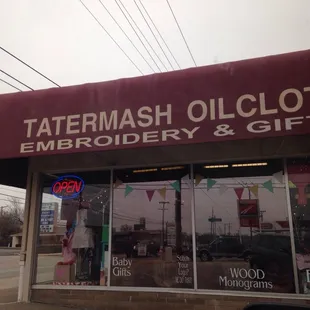 TATERMASH OILCLOT
EMBROIDERY & GIFT
OPEN
Baby
Gifts
WOOD
Monograms